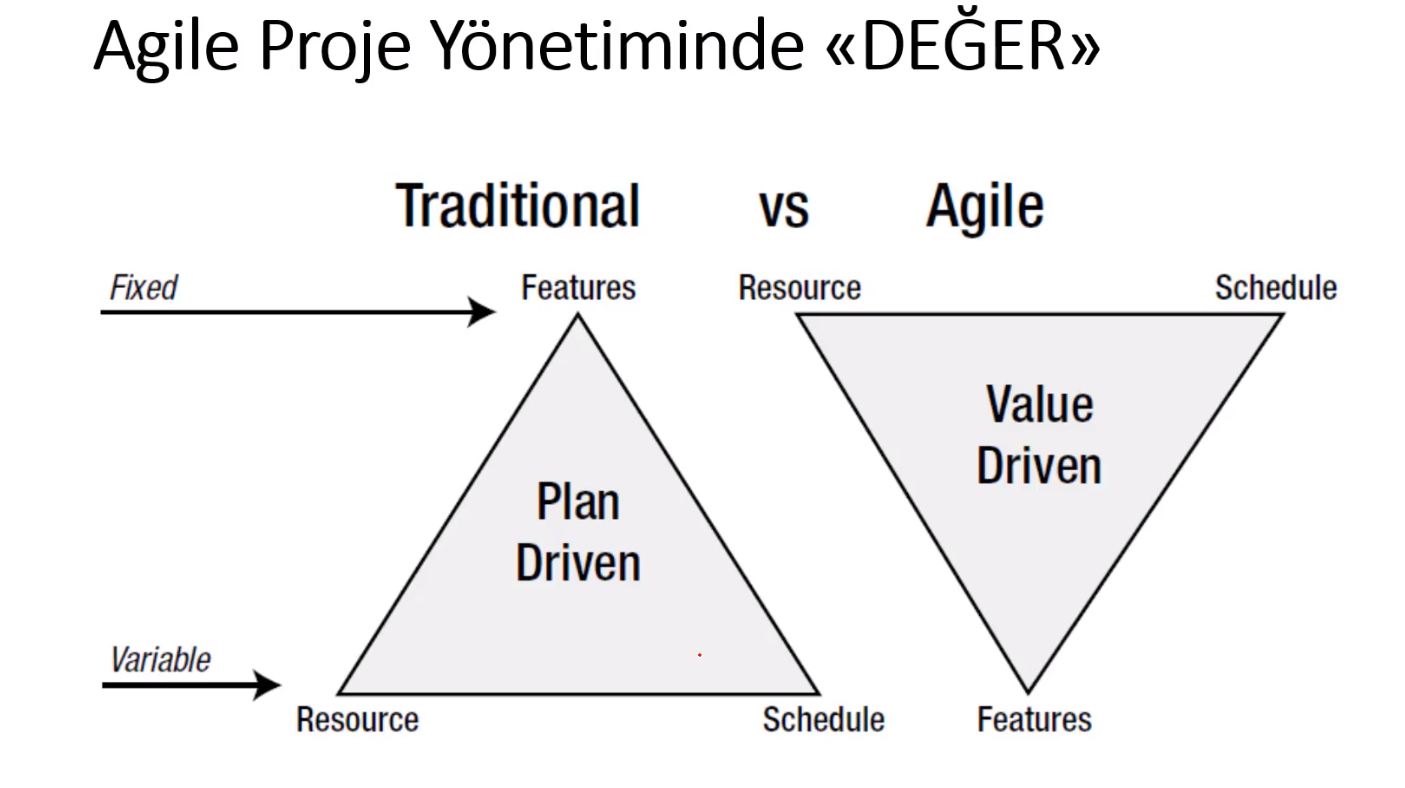 Agile Proje Yönetiminde «DEĞER»
Traditional vs Agile
Fixed
Features
Resource
Schedule
Value
Driven
Plan
Driven
Variable
Resource
Schedule
Features